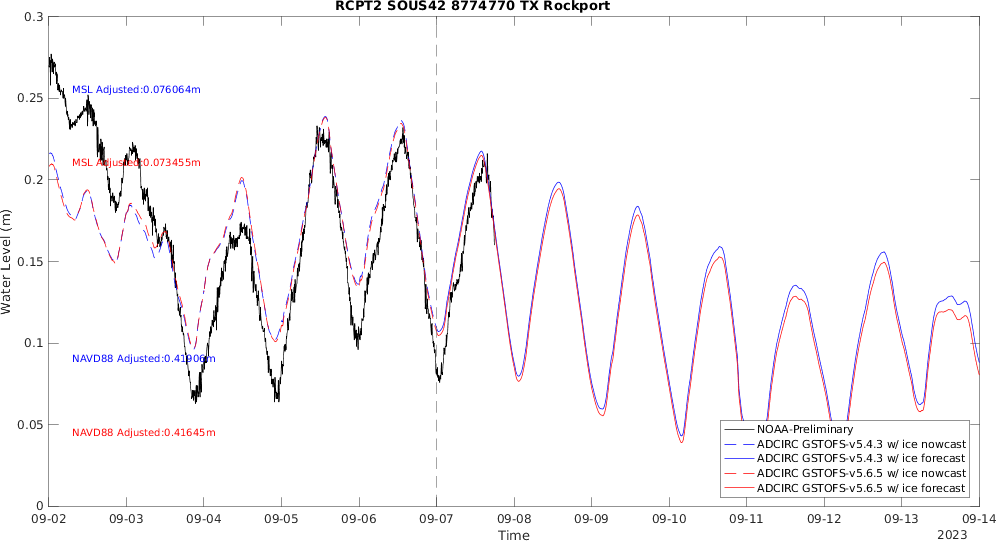 RCPT2 SOUS42 8774770 TX Rockport
0.3
0.25
0.2
0.15
0.1
0.05
0
Water Level (m)
MSL Adjusted:0.076064m
MSL Adjusted:0.073455m
NAVD88 Adjusted:0.41906m
NAVD88 Adjusted:0.41645m
NOAA-Preliminary
ADCIRC GSTOFS-v5.4.3 w/ ice nowcast
ADCIRC GSTOFS-v5.4.3 w/ ice forecast
ADCIRC GSTOFS-v5.6.5 w/ ice nowcast
ADCIRC GSTOFS-v5.6.5 w/ ice forecast
09-02 09-03 09-04 09-05 09-06 09-07 09-08 09-09 09-10 09-11 09-12 09-13 09-14
Time
2023